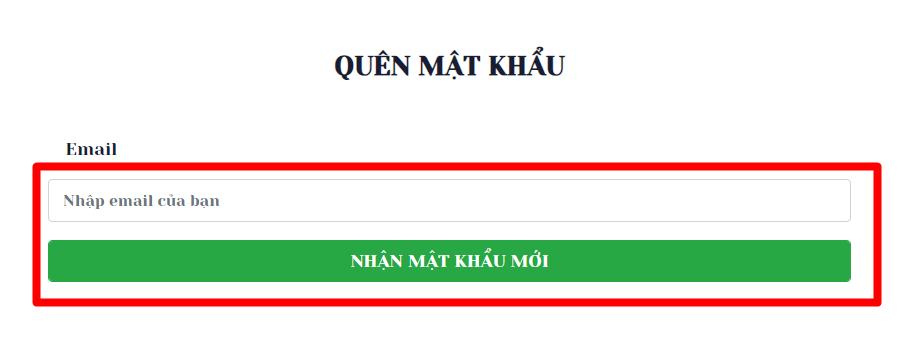 QUÊN MẬT KHẨU
Email
Nhập email của bạn
NHẬN MẬT KHẨU MỚI